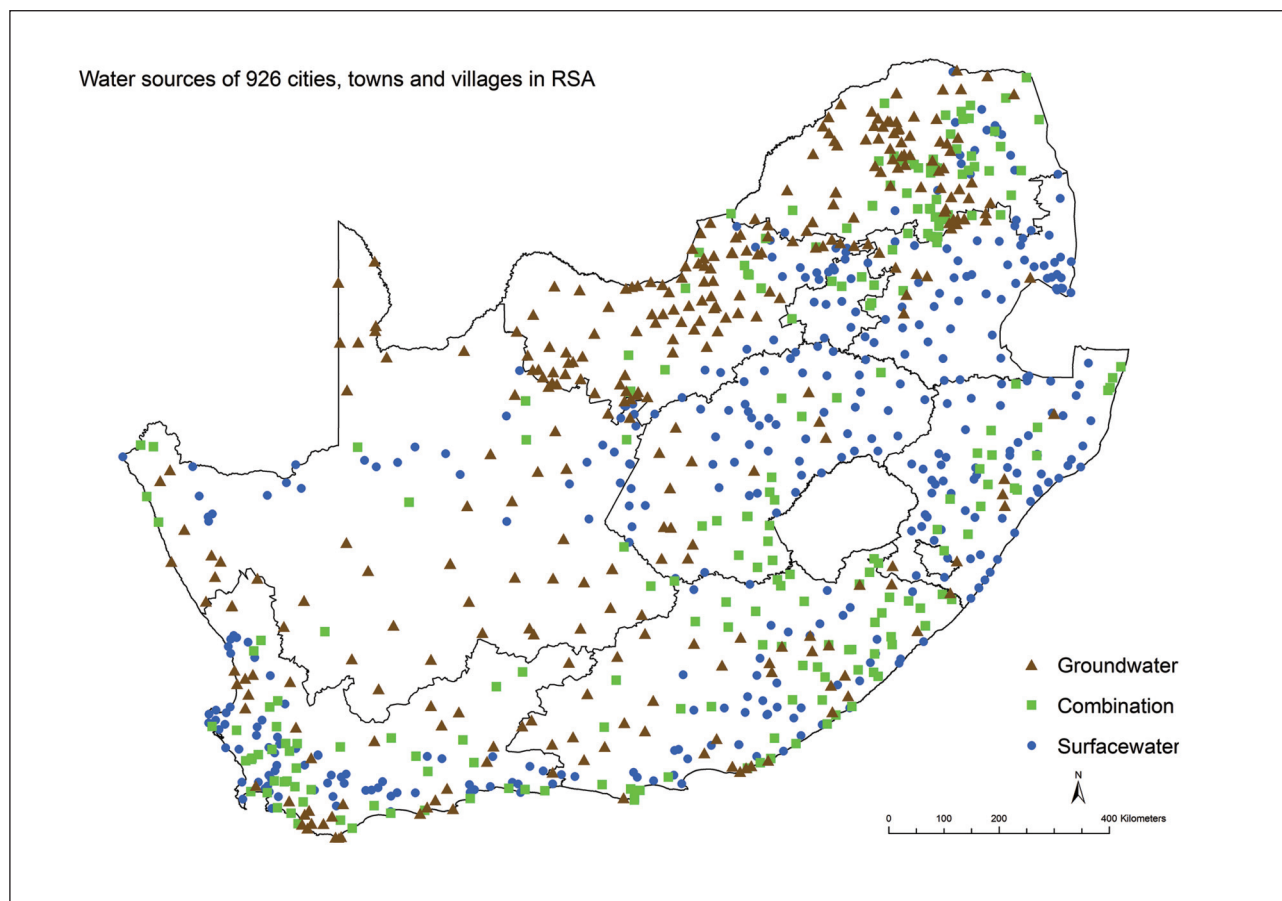 Water sources of 926 cities, towns and villages in RSA
Groundwater
Combination
Surfacewater
N
0 100 200 400 Kilometers